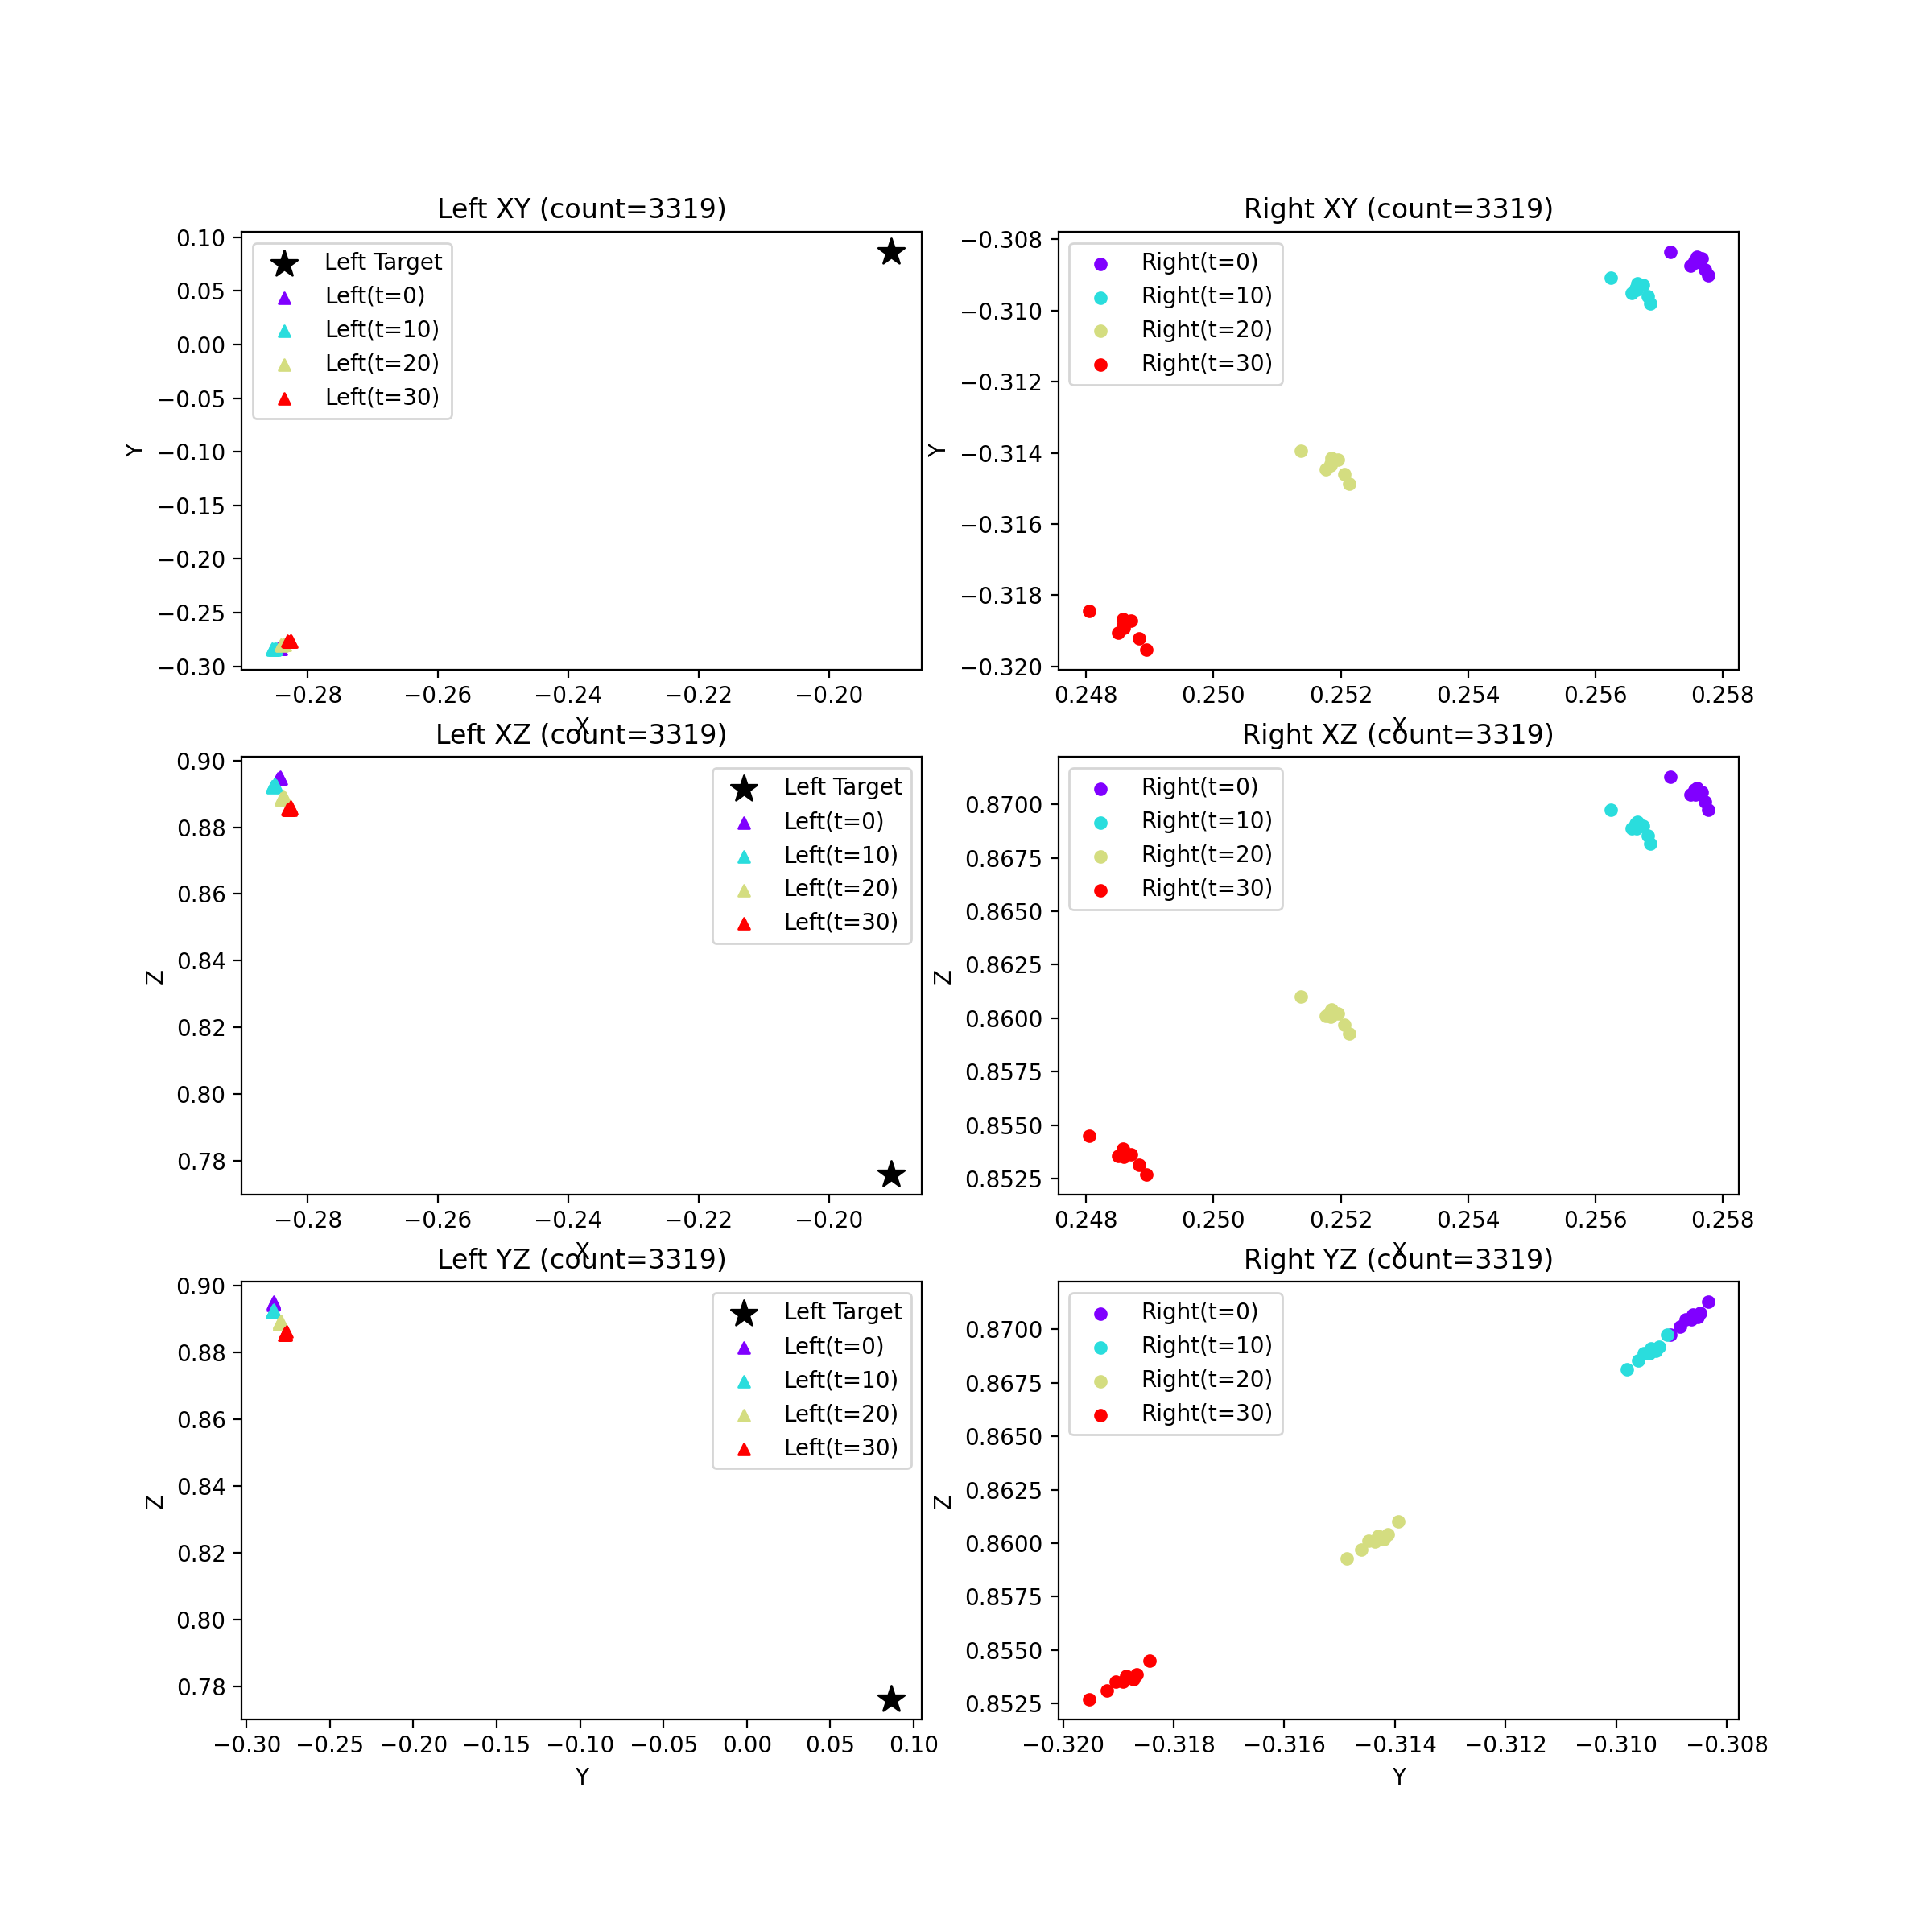 Left XY (count=3319)
0.10
0.05
0.00
−0.05
−0.10
−0.15
−0.20
−0.25
−0.30
Y
Left Target
Left(t=0)
Left(t=10)
Left(t=20)
Left(t=30)
−0.28
−0.26
−0.24
−0.22
−0.20
X
Right XY (count=3319)
−0.308
−0.310
−0.312
−0.314
−0.316
−0.318
−0.320
Y
Right(t=0)
Right(t=10)
Right(t=20)
Right(t=30)
0.248
0.250
0.252
0.254
0.256
0.258
X
Left XZ (count=3319)
0.90
0.88
0.86
0.84
0.82
0.80
0.78
Z
Left Target
Left(t=0)
Left(t=10)
Left(t=20)
Left(t=30)
−0.28
−0.26
−0.24
−0.22
−0.20
X
Right XZ (count=3319)
0.8700
0.8675
0.8650
0.8625
0.8600
0.8575
0.8550
0.8525
Z
Right(t=0)
Right(t=10)
Right(t=20)
Right(t=30)
0.248
0.250
0.252
0.254
0.256
0.258
X
Left YZ (count=3319)
0.90
0.88
0.86
0.84
0.82
0.80
0.78
Z
Left Target
Left(t=0)
Left(t=10)
Left(t=20)
Left(t=30)
−0.30
−0.25
−0.20
−0.15
−0.10
−0.05
0.00
0.05
0.10
Y
Right YZ (count=3319)
0.8700
0.8675
0.8650
0.8625
0.8600
0.8575
0.8550
0.8525
Z
Right(t=0)
Right(t=10)
Right(t=20)
Right(t=30)
−0.320
−0.318
−0.316
−0.314
−0.312
−0.310
−0.308
Y